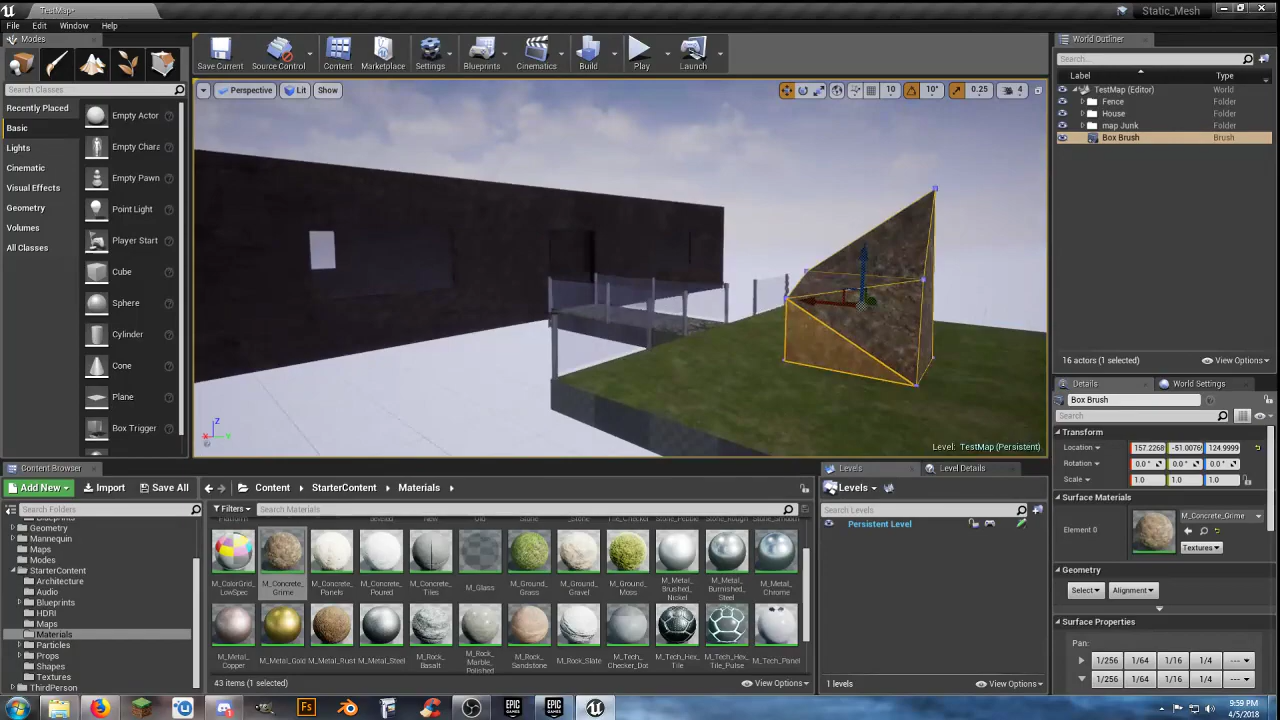 TestMap*
Static_Mesh
File Edit Window Help
Modes
Search Classes
Recently Placed
Basic
Lights
Cinematic
Visual Effects
Geometry
Volumes
All Classes
Empty Actor
Empty Chara
Empty Pawn
Point Light
Player Start
Cube
Sphere
Cylinder
Cone
Plane
Box Trigger
Save Current Source Control Content Marketplace Settings Blueprints Cinematics Build Play Launch
Perspective Lit Show
10 10° 0.25 4
Z
X Y
Level: TestMap (Persistent)
World Outliner
Search...
Label Type
TestMap (Editor) World
Fence Folder
House Folder
map Junk Folder
Box Brush Brush
16 actors (1 selected) View Options
Details World Settings
Box Brush
Search
Transform
Location 157.2268 124.9999
Rotation 0.0° 0.0° 0.0°
Scale 1.0 1.0 1.0
Surface Materials
Element 0 M_Concrete_Grime
Textures
Geometry
Select Alignment
Surface Properties
Pan:
1/256 1/64 1/16 1/4 ---
1/256 1/64 1/16 1/4 ---
Content Browser
Add New Import Save All Content StarterContent Materials
Search Folders
Blueprints
Geometry
Mannequin
Maps
Modes
StarterContent
Architecture
Audio
Blueprints
HDRI
Maps
Materials
Particles
Props
Shapes
Textures
ThirdPerson
Filters Search Materials
M_ColorGrid_LowSpec
M_Concrete_Grime
M_Concrete_Panels
M_Concrete_Poured
M_Concrete_Tiles
M_Glass
M_Ground_Grass
M_Ground_Gravel
M_Ground_Moss
M_Metal_Brushed_Nickel
M_Metal_Burnished_Steel
M_Metal_Chrome
M_Metal_Copper
M_Metal_Gold
M_Metal_Rust
M_Metal_Steel
M_Rock_Basalt
M_Rock_Marble_Polished
M_Rock_Sandstone
M_Rock_Slate
M_Tech_Checker_Dot
M_Tech_Hex_Tile
M_Tech_Hex_Tile_Pulse
M_Tech_Panel
43 items (1 selected) View Options
Levels Level Details
Levels
Search Levels
Persistent Level
1 levels View Options
Fs
EPIC GAMES
EPIC GAMES
9:59 PM
4/5/2018